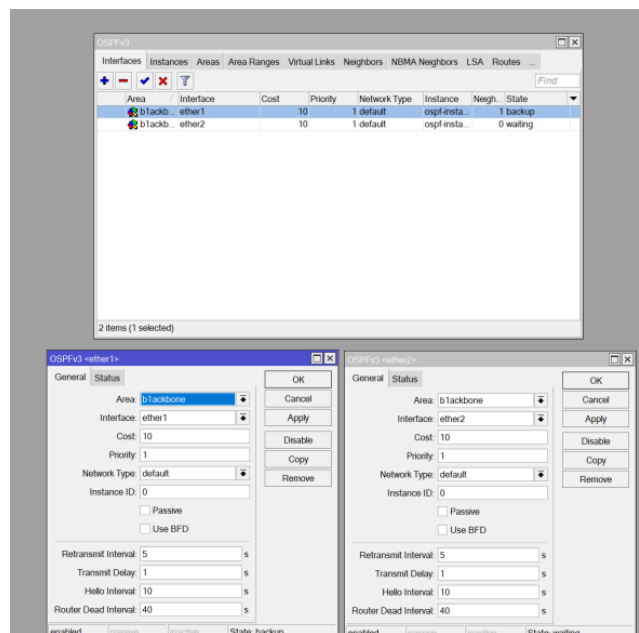 OSPFv3
Interfaces Instances Areas Area Ranges Virtual Links Neighbors NBMA Neighbors LSA Routes ...
Find
Area Interface Cost Priority Network Type Instance Neigh... State
b1ackb... ether1 10 1 default ospf-insta... 1 backup
b1ackb... ether2 10 1 default ospf-insta... 0 waiting
2 items (1 selected)
OSPFv3 <ether1>
General Status
OK
Area: b1ackbone
Cancel
Interface: ether1
Apply
Cost: 10
Disable
Priority: 1
Copy
Network Type: default
Remove
Instance ID: 0
Passive
Use BFD
Retransmit Interval: 5 s
Transmit Delay: 1 s
Hello Interval: 10 s
Router Dead Interval: 40 s
enabled passive inactive State: backup
OSPFv3 <ether2>
General Status
OK
Area: b1ackbone
Cancel
Interface: ether2
Apply
Cost: 10
Disable
Priority: 1
Copy
Network Type: default
Remove
Instance ID: 0
Passive
Use BFD
Retransmit Interval: 5 s
Transmit Delay: 1 s
Hello Interval: 10 s
Router Dead Interval: 40 s
enabled passive inactive State: waiting